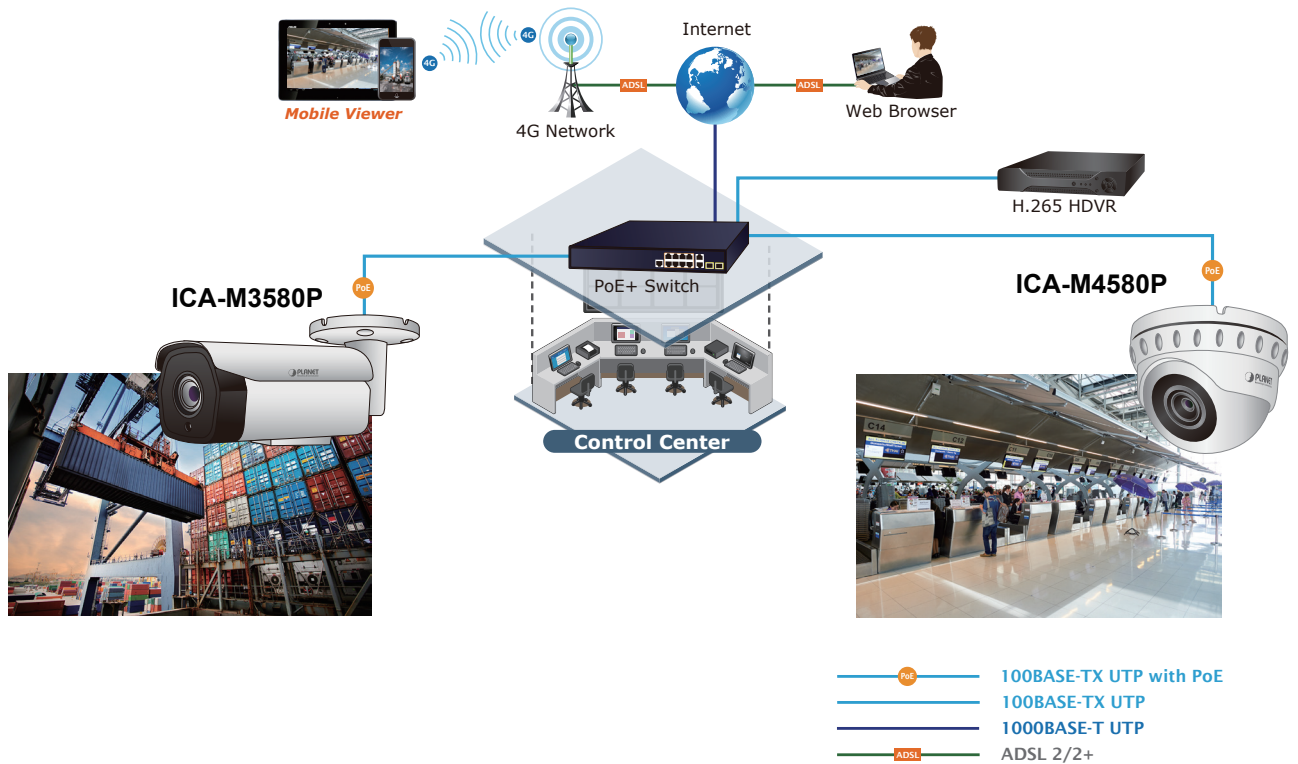 Internet
4G
4G
ADSL
ADSL
Mobile Viewer
4G Network
Web Browser
H.265 HDVR
PoE+ Switch
PoE
ICA-M3580P
PoE
ICA-M4580P
PLANET
PLANET
Control Center
C14
C12
C11
PoE
100BASE-TX UTP with PoE
100BASE-TX UTP
1000BASE-T UTP
ADSL
ADSL 2/2+